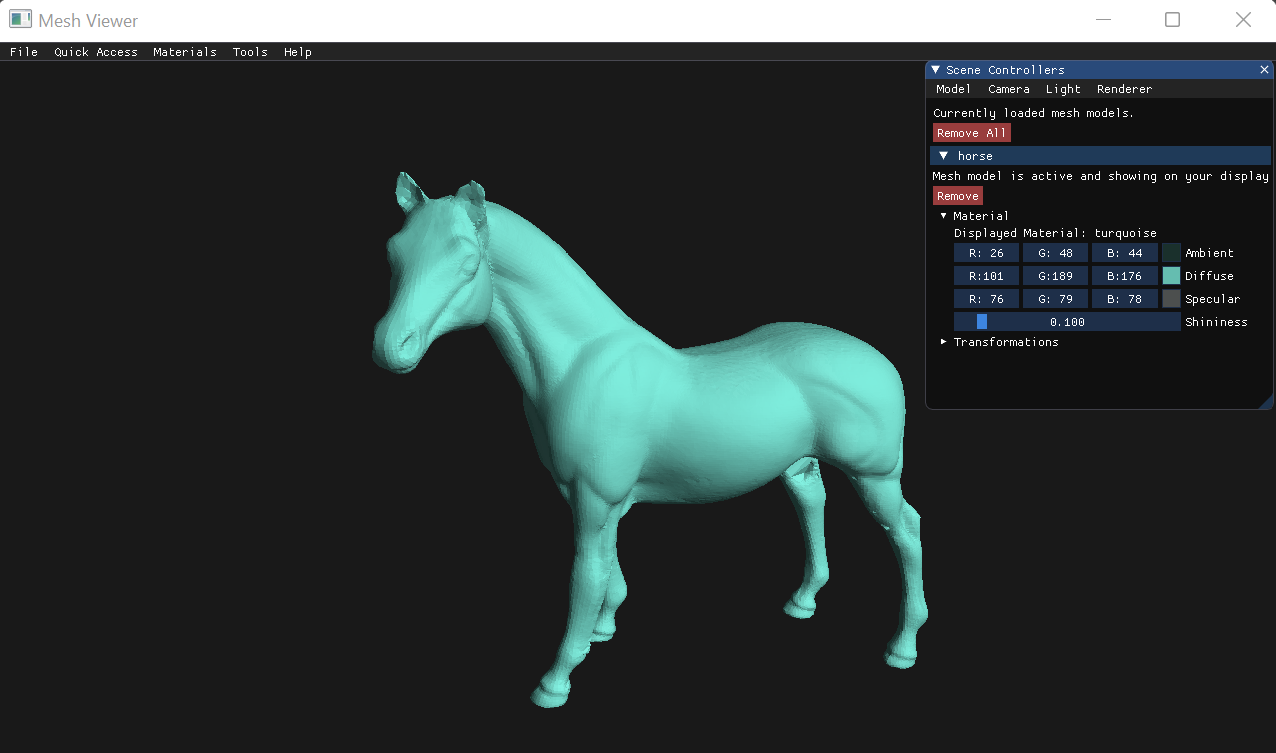 Mesh Viewer
File Quick Access Materials Tools Help
Scene Controllers
Model Camera Light Renderer
Currently loaded mesh models.
Remove All
horse
Mesh model is active and showing on your display
Remove
Material
Displayed Material: turquoise
R: 26 G: 48 B: 44 Ambient
R:101 G:189 B:176 Diffuse
R: 76 G: 79 B: 78 Specular
0.100 Shininess
Transformations